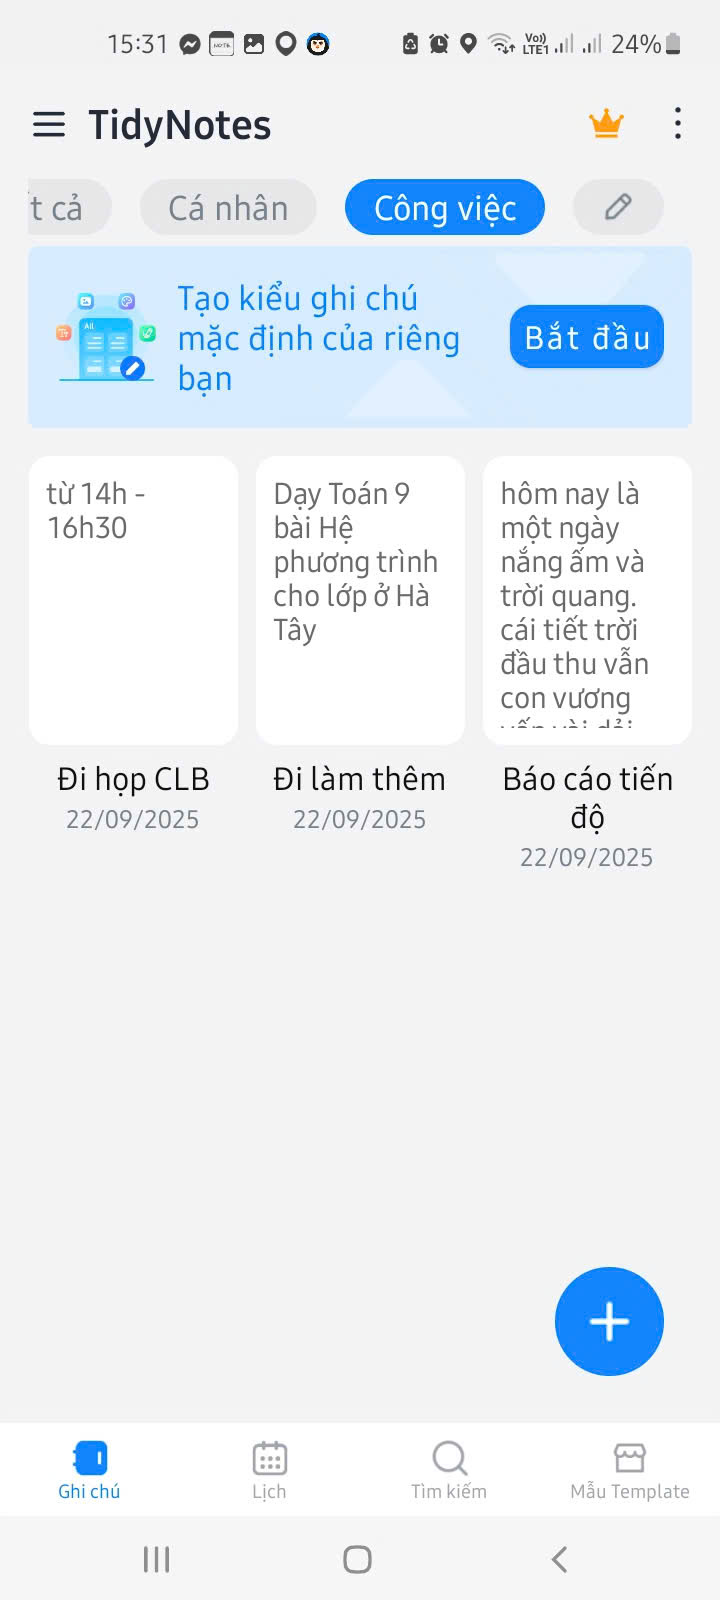 15:31
NOTE
Vo))
LTE1
24%
TidyNotes
t cả
Cá nhân
Công việc
Tạo kiểu ghi chú
mặc định của riêng
bạn
All
Bắt đầu
từ 14h -
16h30
Dạy Toán 9
bài Hệ
phương trình
cho lớp ở Hà
Tây
hôm nay là
một ngày
nắng ấm và
trời quang.
cái tiết trời
đầu thu vẫn
con vương
Đi họp CLB
22/09/2025
Đi làm thêm
22/09/2025
Báo cáo tiến
độ
22/09/2025
Ghi chú
Lịch
Tìm kiếm
Mẫu Template